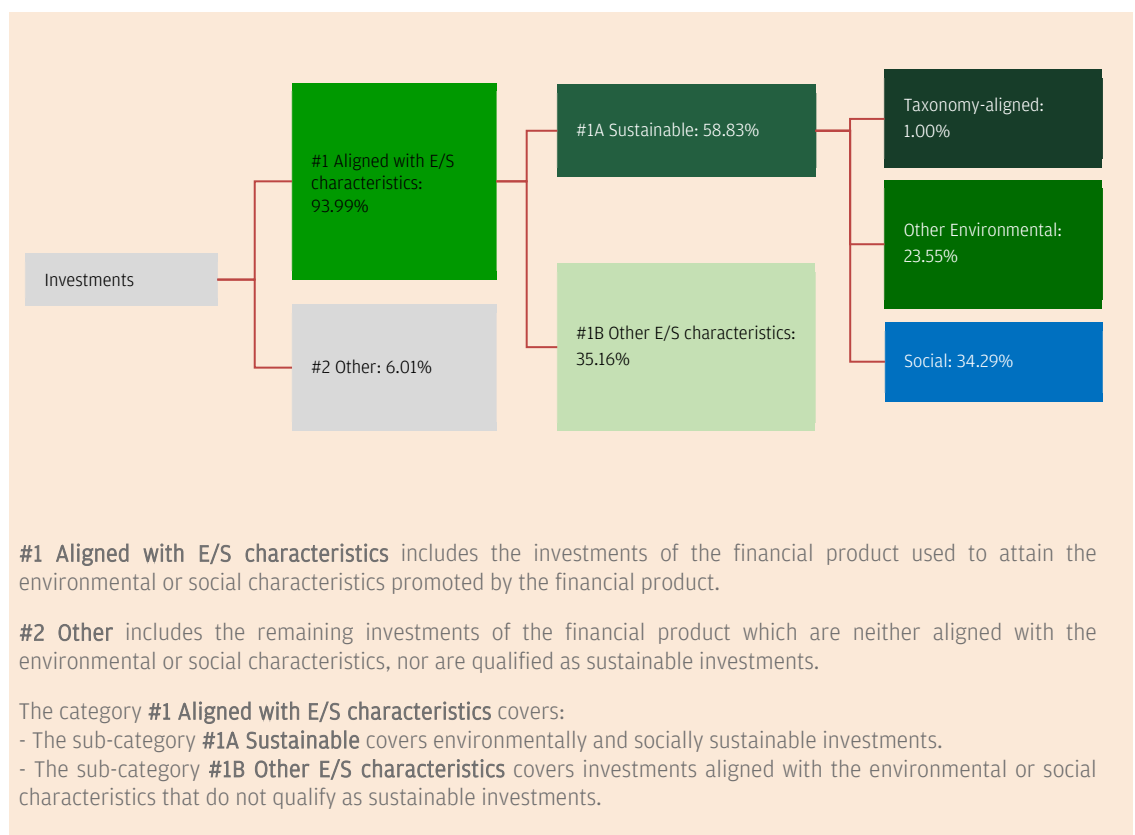 Taxonomy-aligned:
1.00%
#1A Sustainable: 58.83%
#1 Aligned with E/S
characteristics:
93.99%
Other Environmental:
23.55%
Investments
#1B Other E/S characteristics:
35.16%
#2 Other: 6.01%
Social: 34.29%
#1 Aligned with E/S characteristics includes the investments of the financial product used to attain the
environmental or social characteristics promoted by the financial product.
#2 Other includes the remaining investments of the financial product which are neither aligned with the
environmental or social characteristics, nor are qualified as sustainable investments.
The category #1 Aligned with E/S characteristics covers:
- The sub-category #1A Sustainable covers environmentally and socially sustainable investments.
- The sub-category #1B Other E/S characteristics covers investments aligned with the environmental or social
characteristics that do not qualify as sustainable investments.